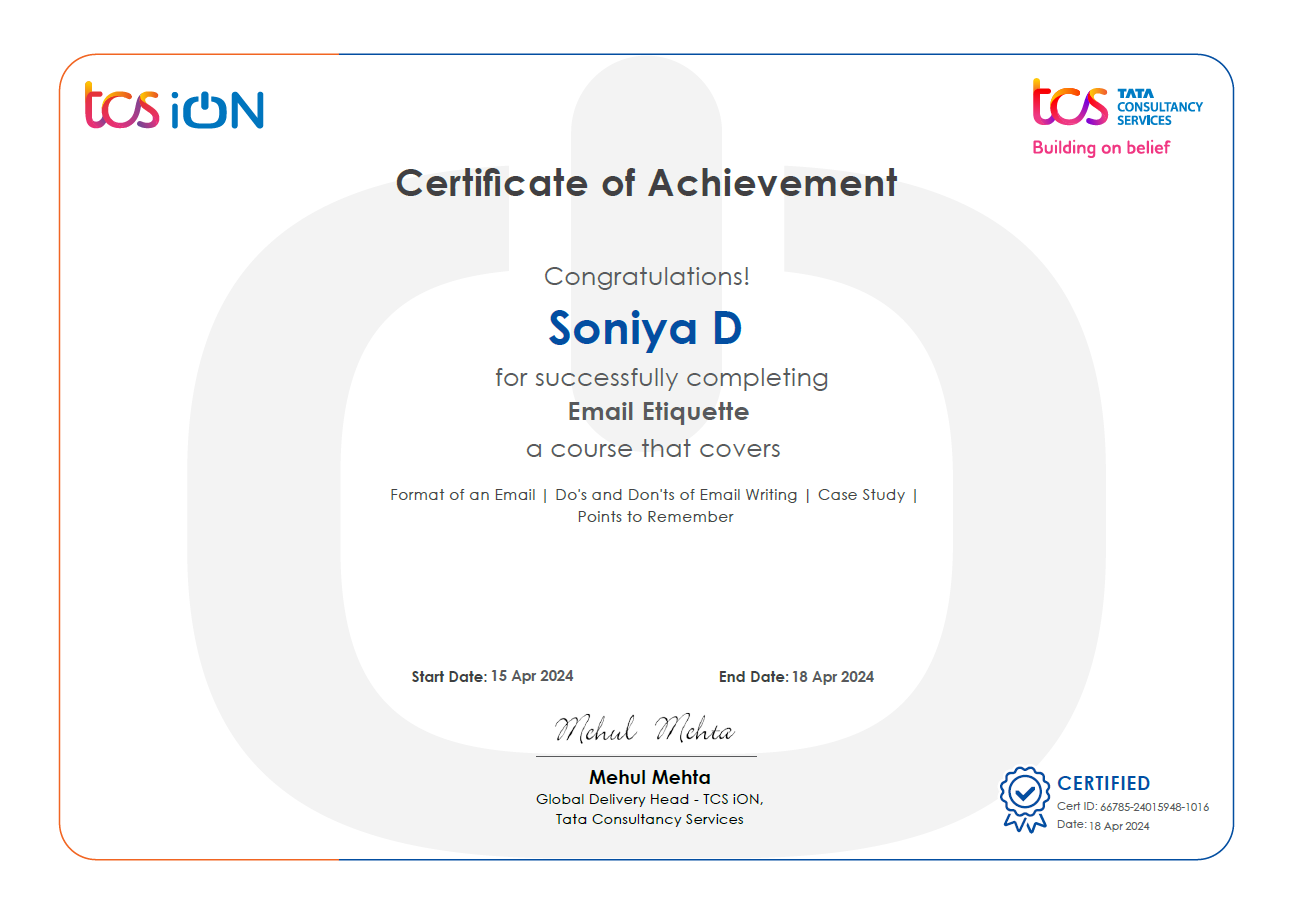 tcs iON
tcs TATA
CONSULTANCY
SERVICES
Building on belief
Certificate of Achievement
Congratulations!
Soniya D
for successfully completing
Email Etiquette
a course that covers
Format of an Email | Do's and Don'ts of Email Writing | Case Study |
Points to Remember
Start Date: 15 Apr 2024
End Date: 18 Apr 2024
Mehul Mehta
Mehul Mehta
Global Delivery Head - TCS iON,
Tata Consultancy Services
CERTIFIED
Cert ID: 66785-24015948-1016
Date: 18 Apr 2024